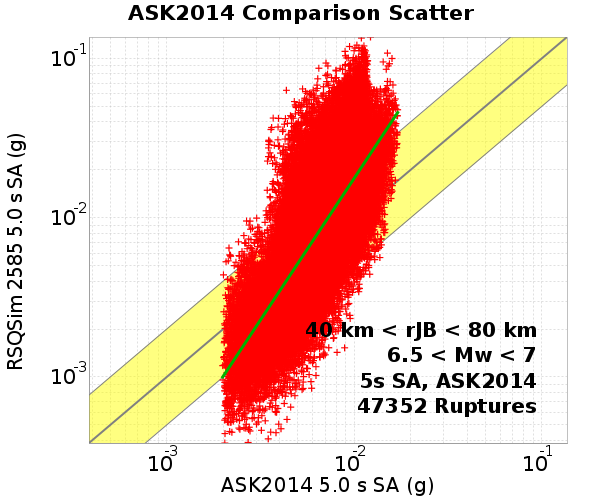 ASK2014 Comparison Scatter
RSQSim 2585 5.0 s SA (g)
10-1
10-2
10-3
40 km < rJB < 80 km
6.5 < Mw < 7
5s SA, ASK2014
47352 Ruptures
10-3
10-2
10-1
ASK2014 5.0 s SA (g)